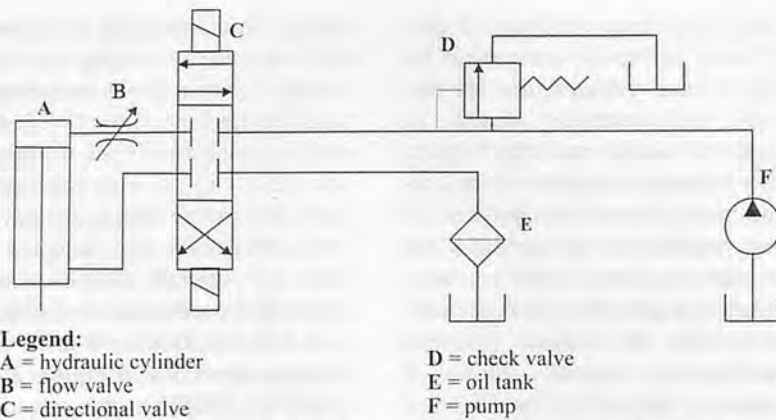 C
D
A
B
F
E
Legend:
A = hydraulic cylinder
B = flow valve
C = directional valve
D = check valve
E = oil tank
F = pump